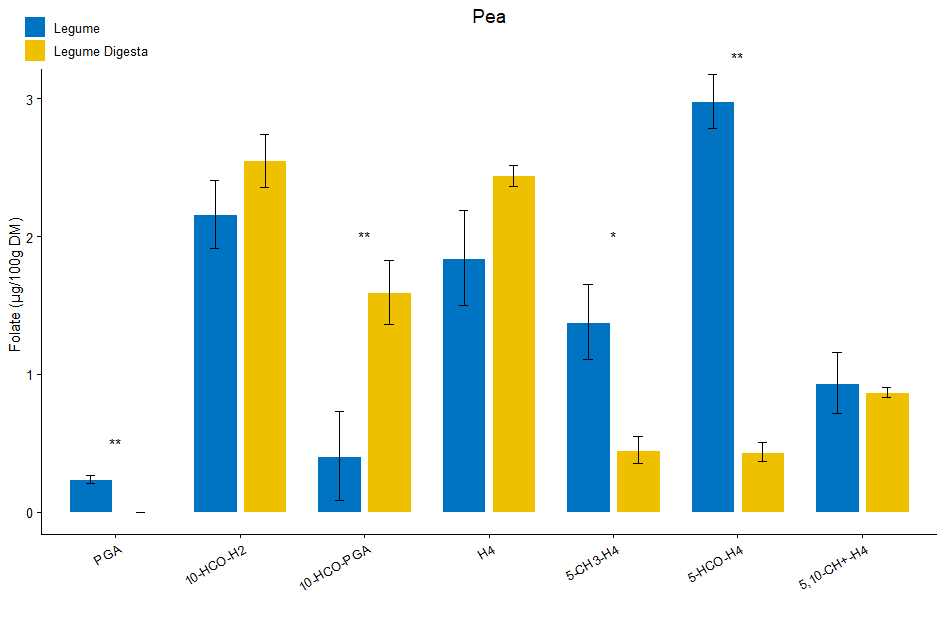 Pea
Legume
Legume Digesta
**
3
**
*
2
Folate (µg/100g DM)
1
**
0
PGA
10-HCO-H2
10-HCO-PGA
H4
5-CH3-H4
5-HCO-H4
5,10-CH+-H4